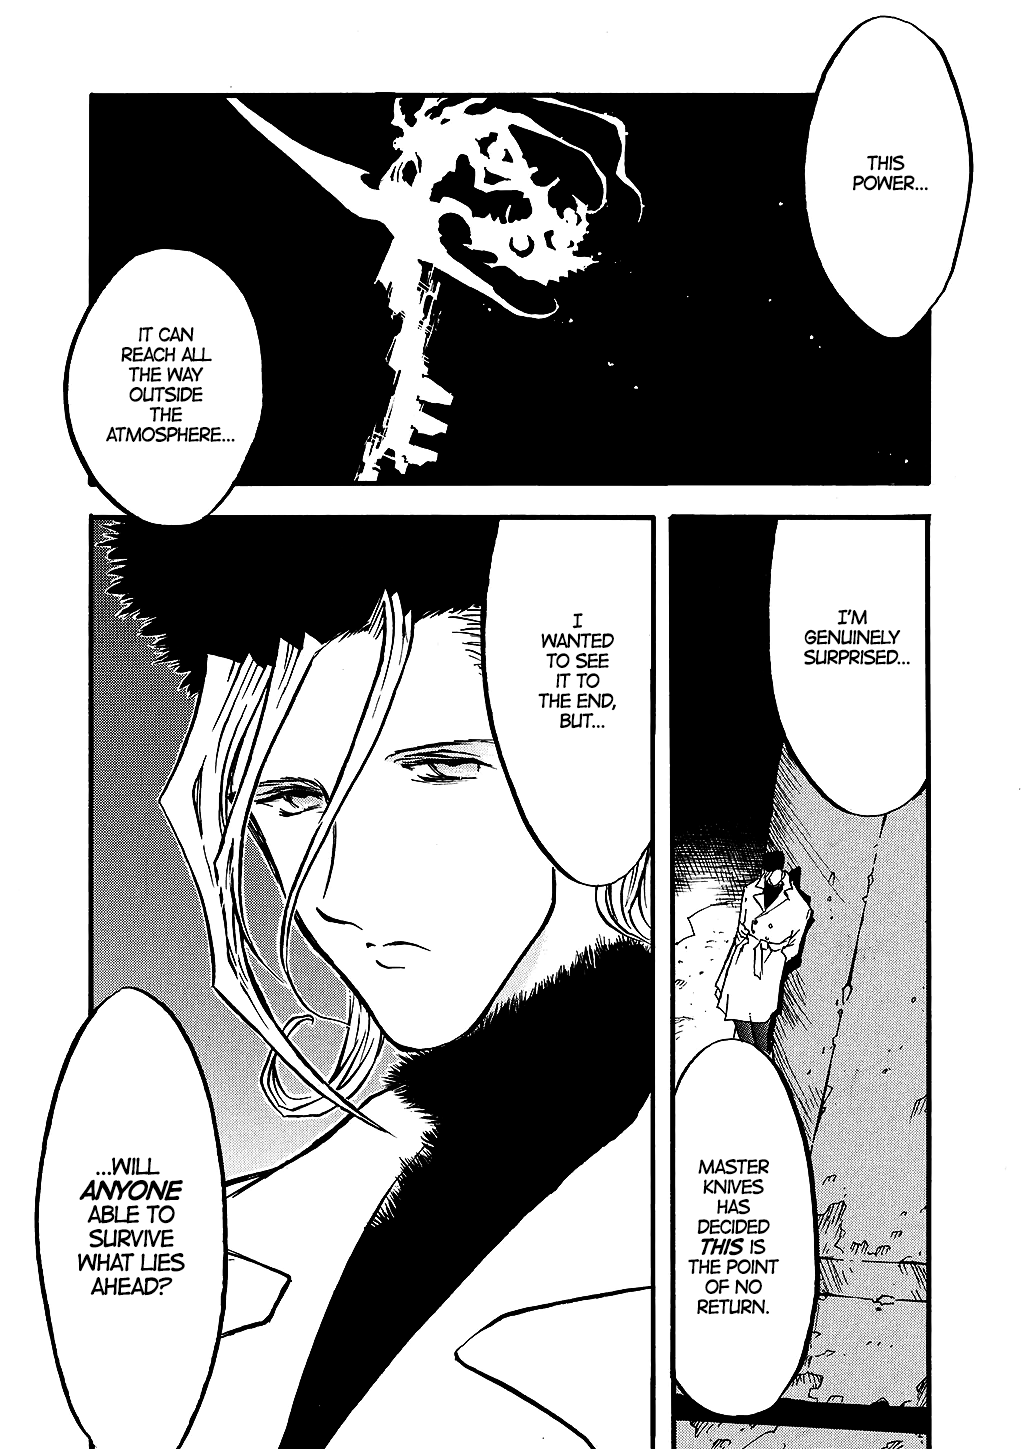 THIS
POWER...
IT CAN
REACH ALL
THE WAY
OUTSIDE
THE
ATMOSPHERE...
I'M
GENUINELY
SURPRISED...
MASTER
KNIVES
HAS
DECIDED
THIS IS
THE POINT
OF NO
RETURN.
I
WANTED
TO SEE
IT TO
THE END,
BUT...
...WILL
ANYONE
ABLE TO
SURVIVE
WHAT LIES
AHEAD?